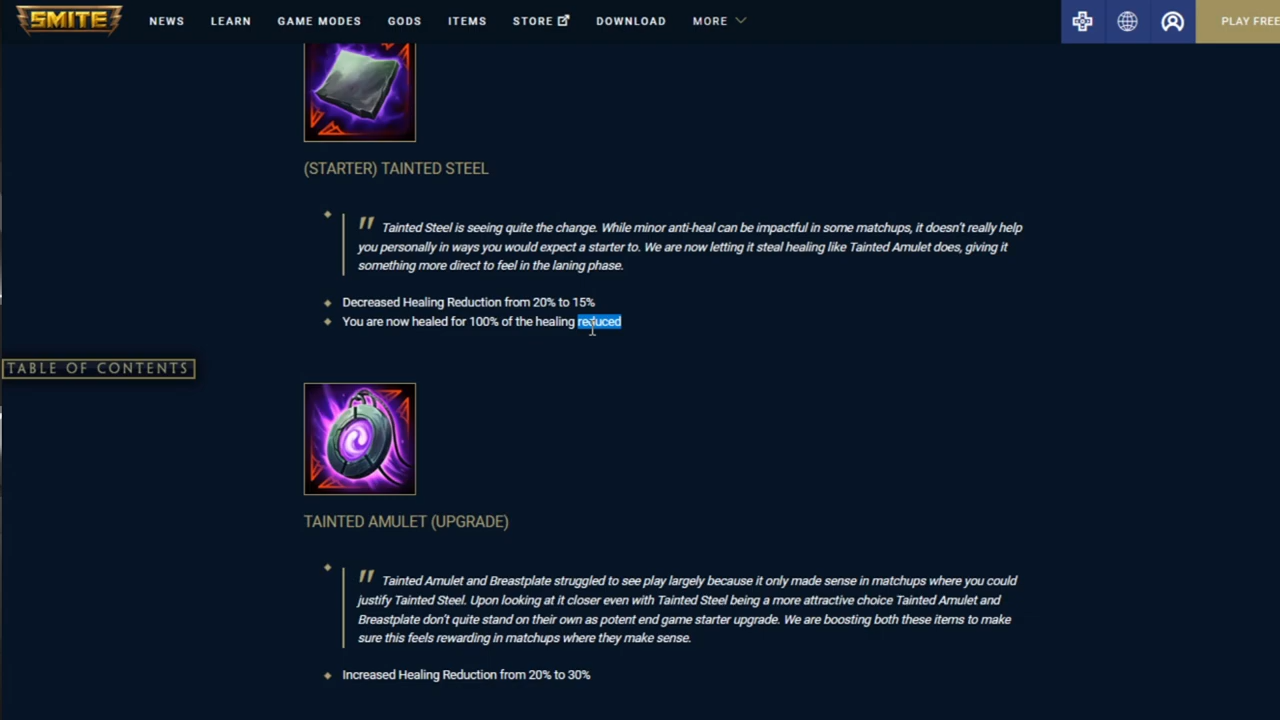 SMITE NEWS LEARN GAME MODES GODS ITEMS STORE DOWNLOAD MORE PLAY FREE
(STARTER) TAINTED STEEL
" Tainted Steel is seeing quite the change. While minor anti-heal can be impactful in some matchups, it doesn't really help
you personally in ways you would expect a starter to. We are now letting it steal healing like Tainted Amulet does, giving it
something more direct to feel in the laning phase.
Decreased Healing Reduction from 20% to 15%
You are now healed for 100% of the healing reduced
TABLE OF CONTENTS
TAINTED AMULET (UPGRADE)
" Tainted Amulet and Breastplate struggled to see play largely because it only made sense in matchups where you could
justify Tainted Steel. Upon looking at it closer even with Tainted Steel being a more attractive choice Tainted Amulet and
Breastplate don't quite stand on their own as potent end game starter upgrade. We are boosting both these items to make
sure this feels rewarding in matchups where they make sense.
Increased Healing Reduction from 20% to 30%